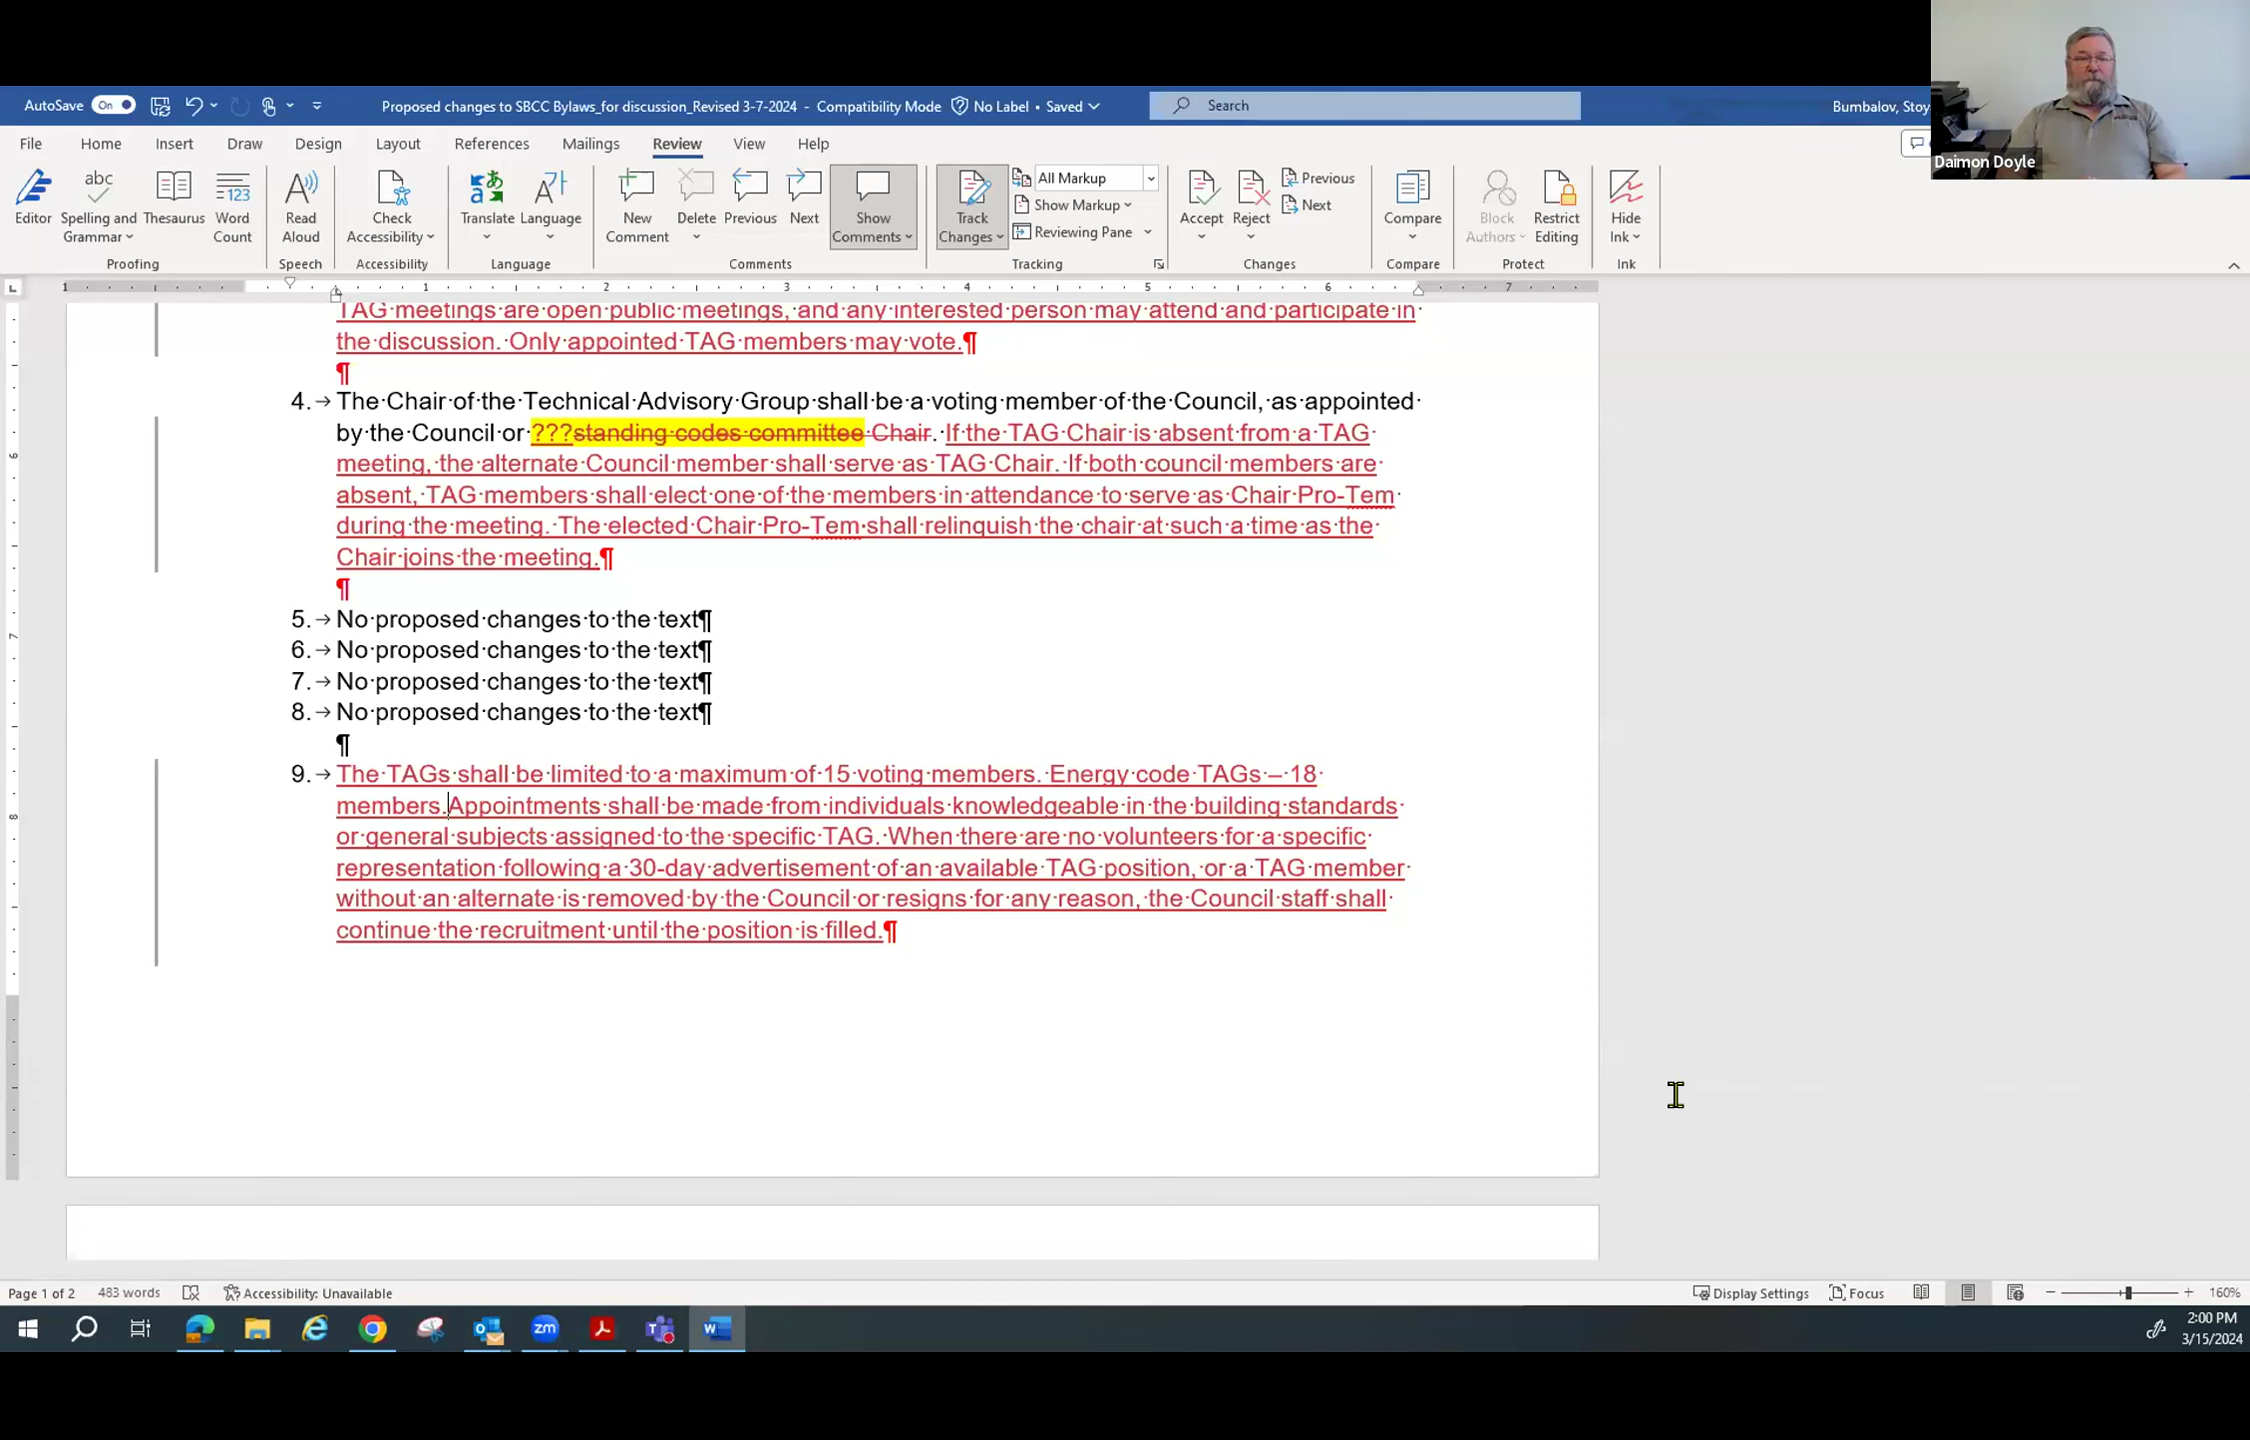 AutoSave On Proposed changes to SBCC Bylaws_for discussion_Revised 3-7-2024 - Compatibility Mode No Label • Saved Search Bumbalov, Stoy
Daimon Doyle
File Home Insert Draw Design Layout References Mailings Review View Help
Editor
Spelling and Grammar
Thesaurus
Word Count
Read Aloud
Check Accessibility
Translate
Language
New Comment
Delete
Previous
Next
Show Comments
Track Changes
All Markup
Show Markup
Reviewing Pane
Accept
Reject
Previous
Next
Compare
Block Authors
Restrict Editing
Hide Ink
Proofing Speech Accessibility Language Comments Tracking Changes Compare Protect Ink
1 1 2 3 4 5 6 7
TAG meetings are open public meetings, and any interested person may attend and participate in
the discussion. Only appointed TAG members may vote.¶
¶
4.→The Chair of the Technical Advisory Group shall be a voting member of the Council, as appointed
by the Council or ???standing codes committee Chair. If the TAG Chair is absent from a TAG
meeting, the alternate Council member shall serve as TAG Chair. If both council members are
absent, TAG members shall elect one of the members in attendance to serve as Chair Pro-Tem
during the meeting. The elected Chair Pro-Tem shall relinquish the chair at such a time as the
Chair joins the meeting.¶
¶
5.→No proposed changes to the text¶
6.→No proposed changes to the text¶
7.→No proposed changes to the text¶
8.→No proposed changes to the text¶
¶
9.→The TAGs shall be limited to a maximum of 15 voting members. Energy code TAGs – 18
members.Appointments shall be made from individuals knowledgeable in the building standards
or general subjects assigned to the specific TAG. When there are no volunteers for a specific
representation following a 30-day advertisement of an available TAG position, or a TAG member
without an alternate is removed by the Council or resigns for any reason, the Council staff shall
continue the recruitment until the position is filled.¶
6
7
8
Page 1 of 2 483 words Accessibility: Unavailable Display Settings Focus 160%
2:00 PM
3/15/2024